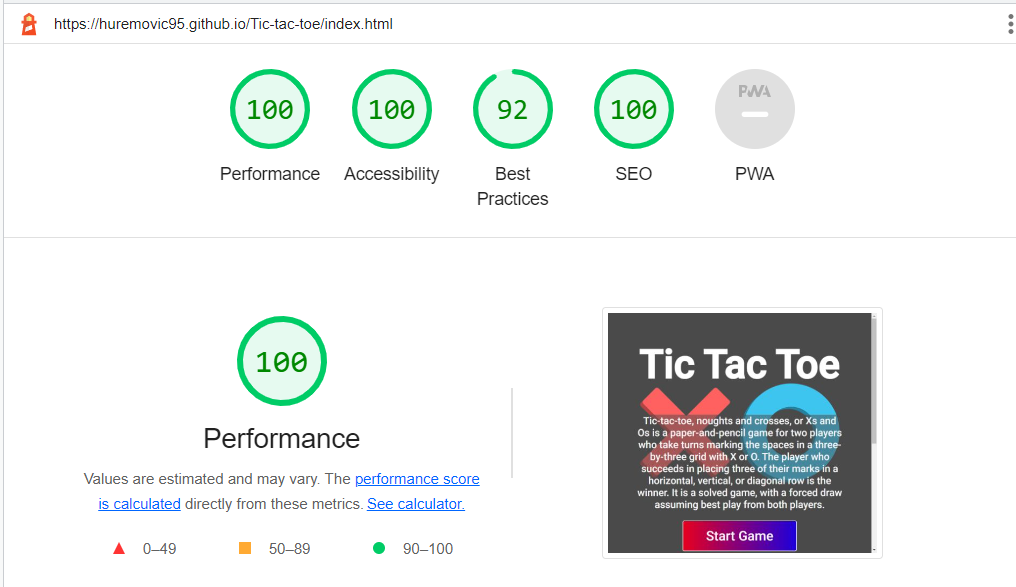 https://huremovic95.github.io/Tic-tac-toe/index.html
100
100
92
100
PWA
Performance
Accessibility
Best
Practices
SEO
PWA
100
Performance
Values are estimated and may vary. The performance score
is calculated directly from these metrics. See calculator.
0–49
50–89
90–100
Tic Tac Toe
Tic-tac-toe, noughts and crosses, or Xs and
Os is a paper-and-pencil game for two players
who take turns marking the spaces in a three-
by-three grid with X or O. The player who
succeeds in placing three of their marks in a
horizontal, vertical, or diagonal row is the
winner. It is a solved game, with a forced draw
assuming best play from both players.
Start Game